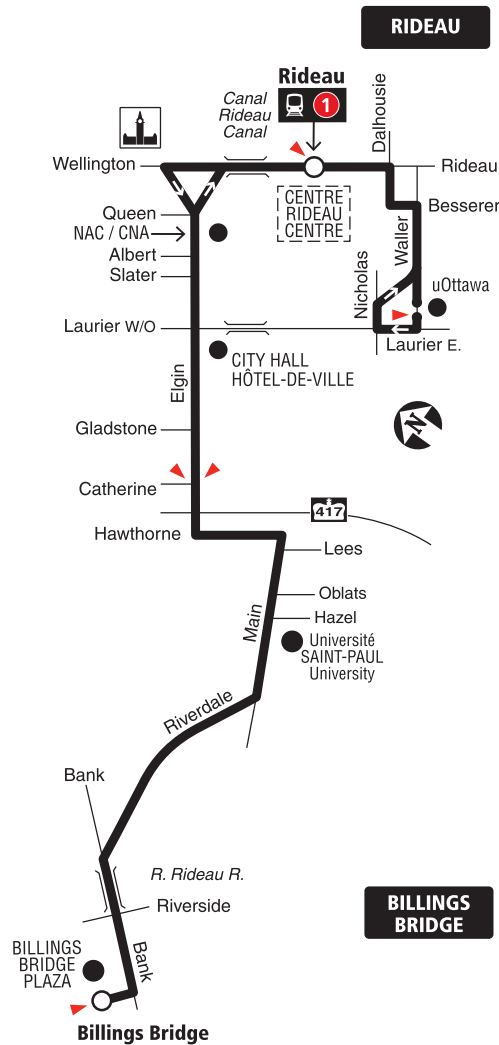 RIDEAU
Rideau
1
Canal
Rideau
Canal
Dalhousie
Wellington
Rideau
CENTRE
RIDEAU
CENTRE
Besserer
Queen
NAC / CNA
Albert
Slater
Waller
Nicholas
uOttawa
Laurier W/O
Laurier E.
CITY HALL
HÔTEL-DE-VILLE
Elgin
Gladstone
N
Catherine
417
Hawthorne
Lees
Oblats
Hazel
Main
Université
SAINT-PAUL
University
Riverdale
Bank
R. Rideau R.
Riverside
BILLINGS
BRIDGE
BILLINGS
BRIDGE
PLAZA
Bank
Billings Bridge